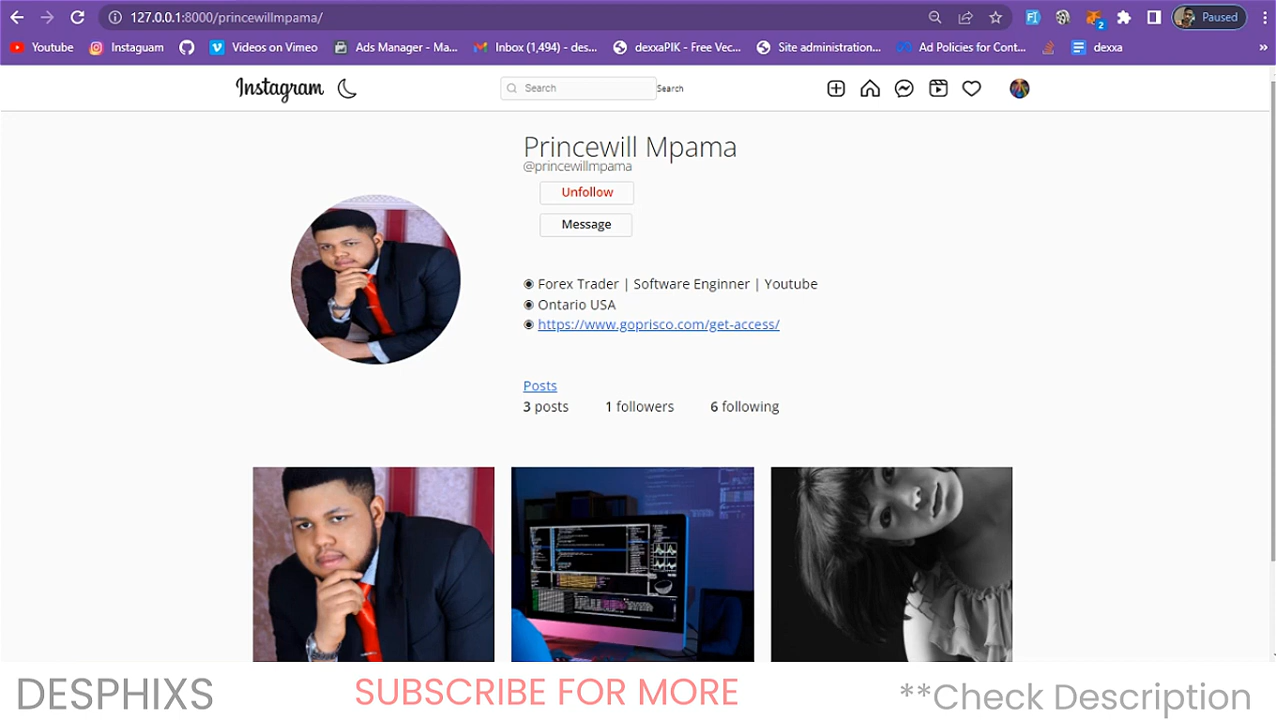 127.0.0.1:8000/princewillmpama/
Paused
Youtube
Instaguam
Videos on Vimeo
Ads Manager - Ma...
Inbox (1,494) - des...
dexxaPIK - Free Vec...
Site administration...
Ad Policies for Cont...
dexxa
»
Instagram
Search
Search
Princewill Mpama
@princewillmpama
Unfollow
Message
◉ Forex Trader | Software Enginner | Youtube
◉ Ontario USA
◉ https://www.goprisco.com/get-access/
Posts
3 posts 1 followers 6 following
DESPHIXS
SUBSCRIBE FOR MORE
**Check Description